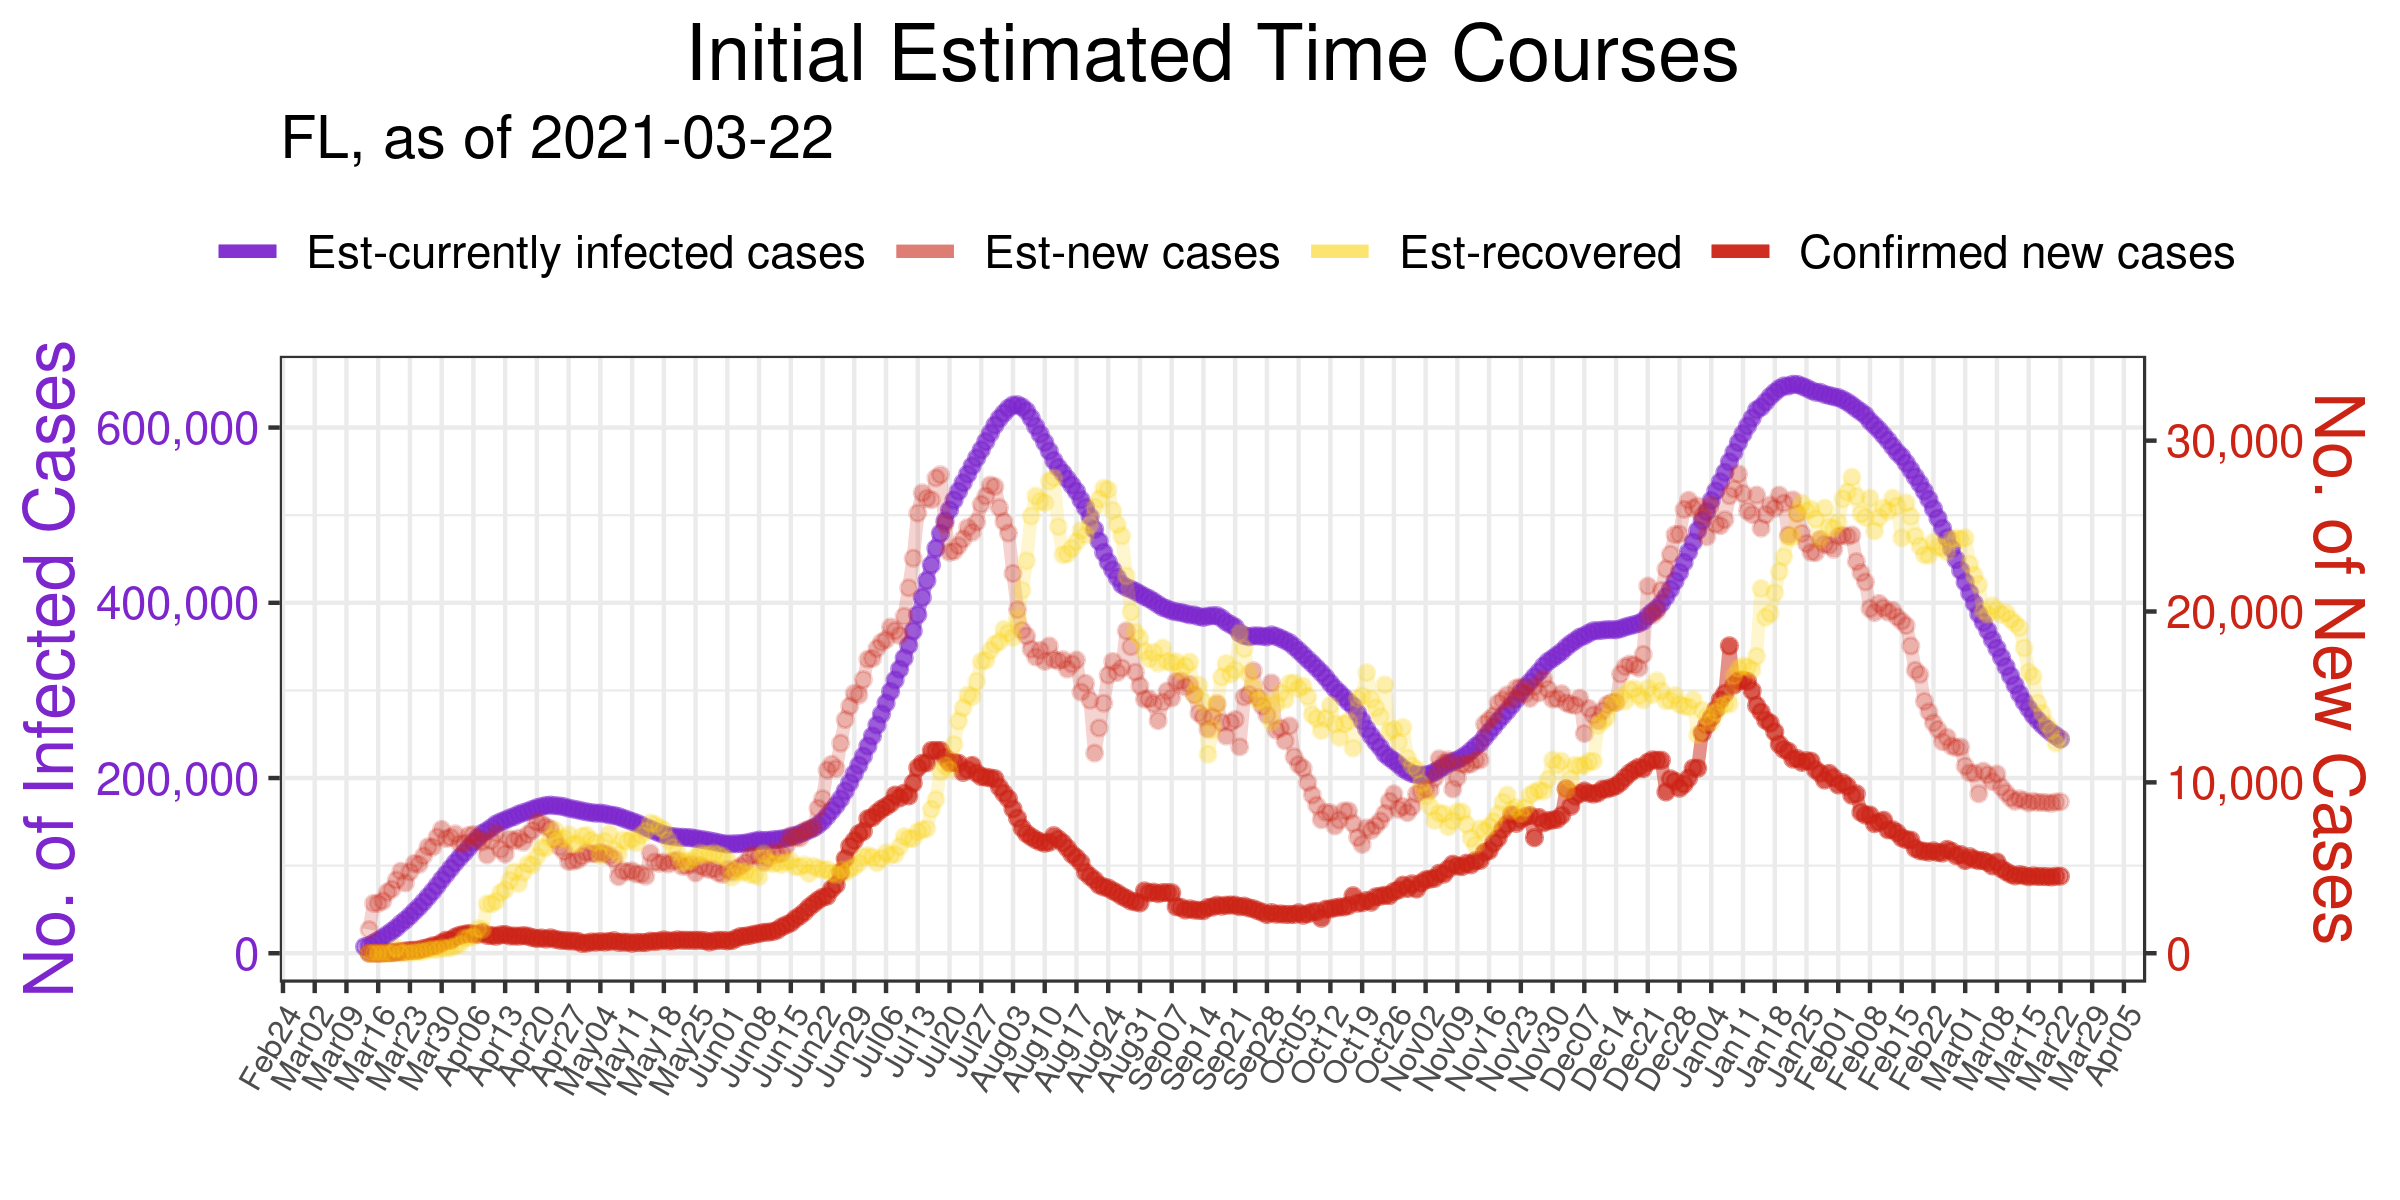 Initial Estimated Time Courses
FL, as of 2021-03-22
Est-currently infected cases Est-new cases Est-recovered Confirmed new cases
No. of Infected Cases
600,000
400,000
200,000
0
30,000
20,000
10,000
0
No. of New Cases
Feb24 Mar02 Mar09 Mar16 Mar23 Mar30 Apr06 Apr13 Apr20 Apr27 May04 May11 May18 May25 Jun01 Jun08 Jun15 Jun22 Jun29 Jul06 Jul13 Jul20 Jul27 Aug03 Aug10 Aug17 Aug24 Aug31 Sep07 Sep14 Sep21 Sep28 Oct05 Oct12 Oct19 Oct26 Nov02 Nov09 Nov16 Nov23 Nov30 Dec07 Dec14 Dec21 Dec28 Jan04 Jan11 Jan18 Jan25 Feb01 Feb08 Feb15 Feb22 Mar01 Mar08 Mar15 Mar22 Mar29 Apr05